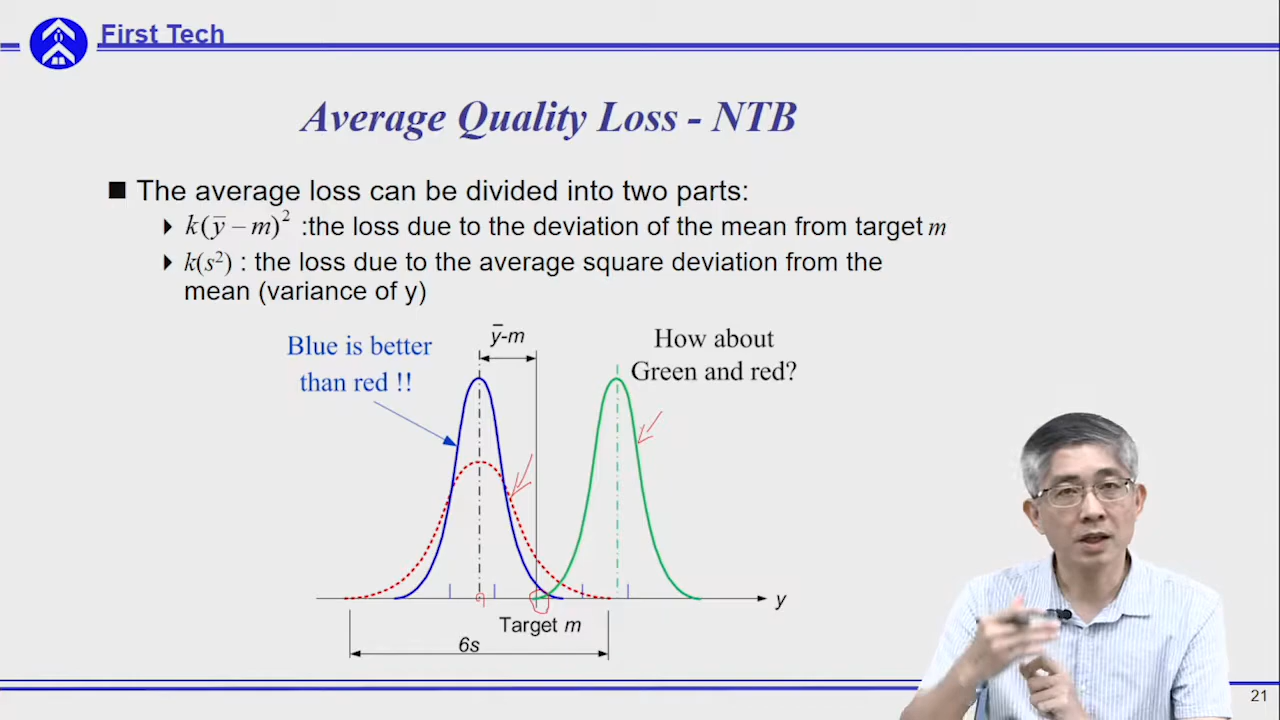 First Tech
Average Quality Loss - NTB
The average loss can be divided into two parts:
k(ȳ – m)² :the loss due to the deviation of the mean from target m
k(s²) : the loss due to the average square deviation from the
mean (variance of y)
Blue is better
than red !!
ȳ-m
How about
Green and red?
y
Target m
6s
21